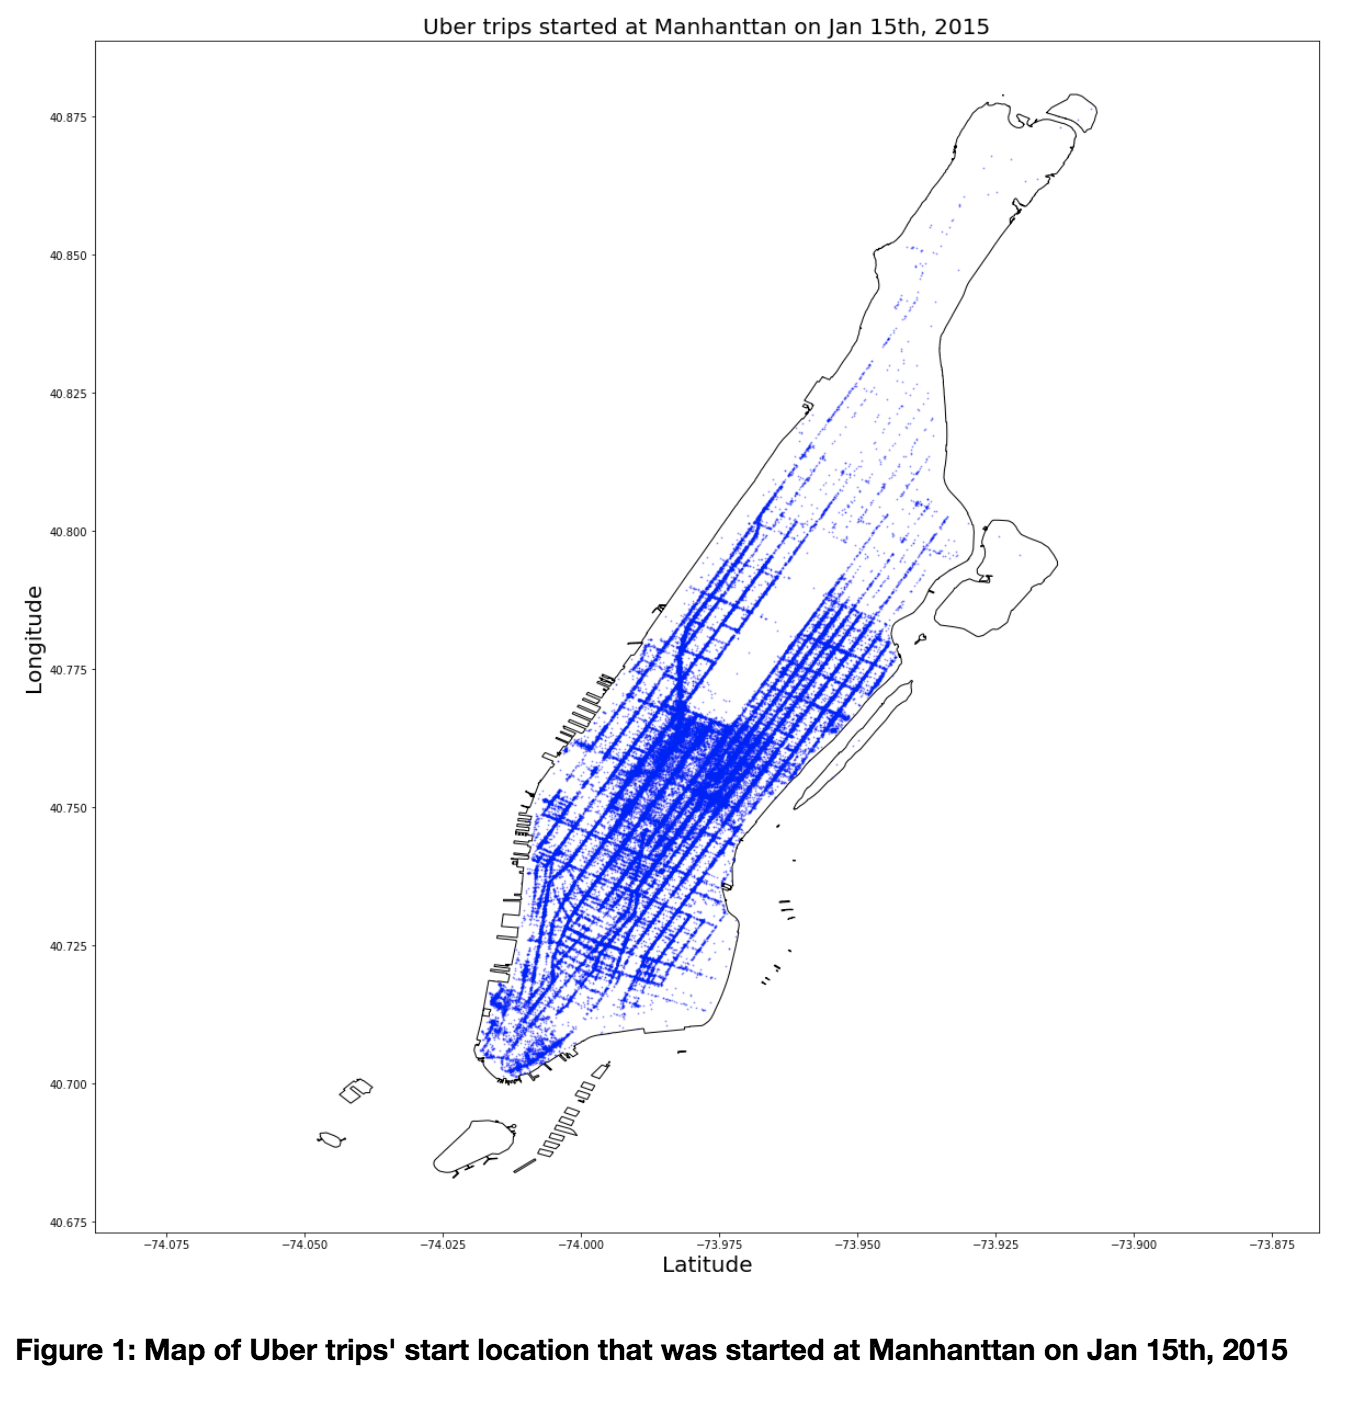 Uber trips started at Manhanttan on Jan 15th, 2015
40.875
40.850
40.825
40.800
40.775
40.750
40.725
40.700
40.675
Longitude
−74.075 −74.050 −74.025 −74.000 −73.975 −73.950 −73.925 −73.900 −73.875
Latitude
Figure 1: Map of Uber trips' start location that was started at Manhanttan on Jan 15th, 2015